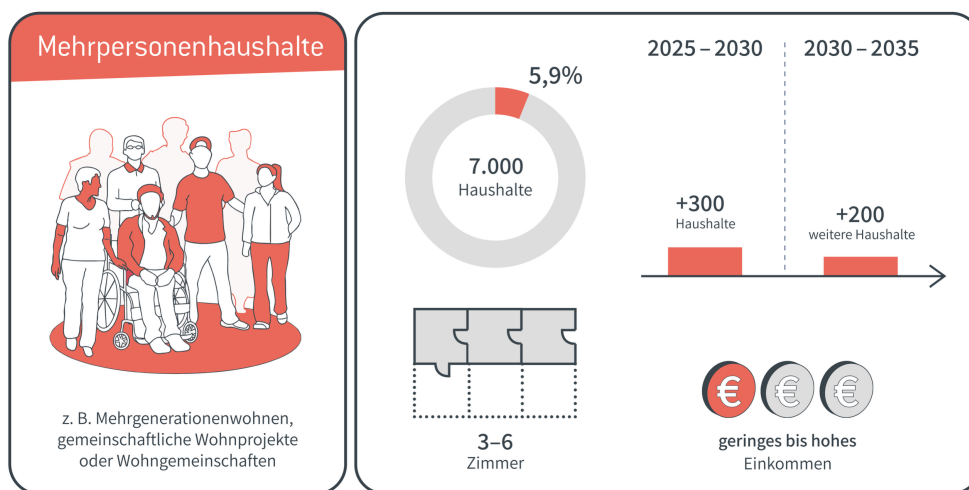 Mehrpersonenhaushalte
z. B. Mehrgenerationenwohnen,
gemeinschaftliche Wohnprojekte
oder Wohngemeinschaften
5,9%
7.000
Haushalte
3–6
Zimmer
2025 – 2030
2030 – 2035
+300
Haushalte
+200
weitere Haushalte
€ € €
geringes bis hohes
Einkommen